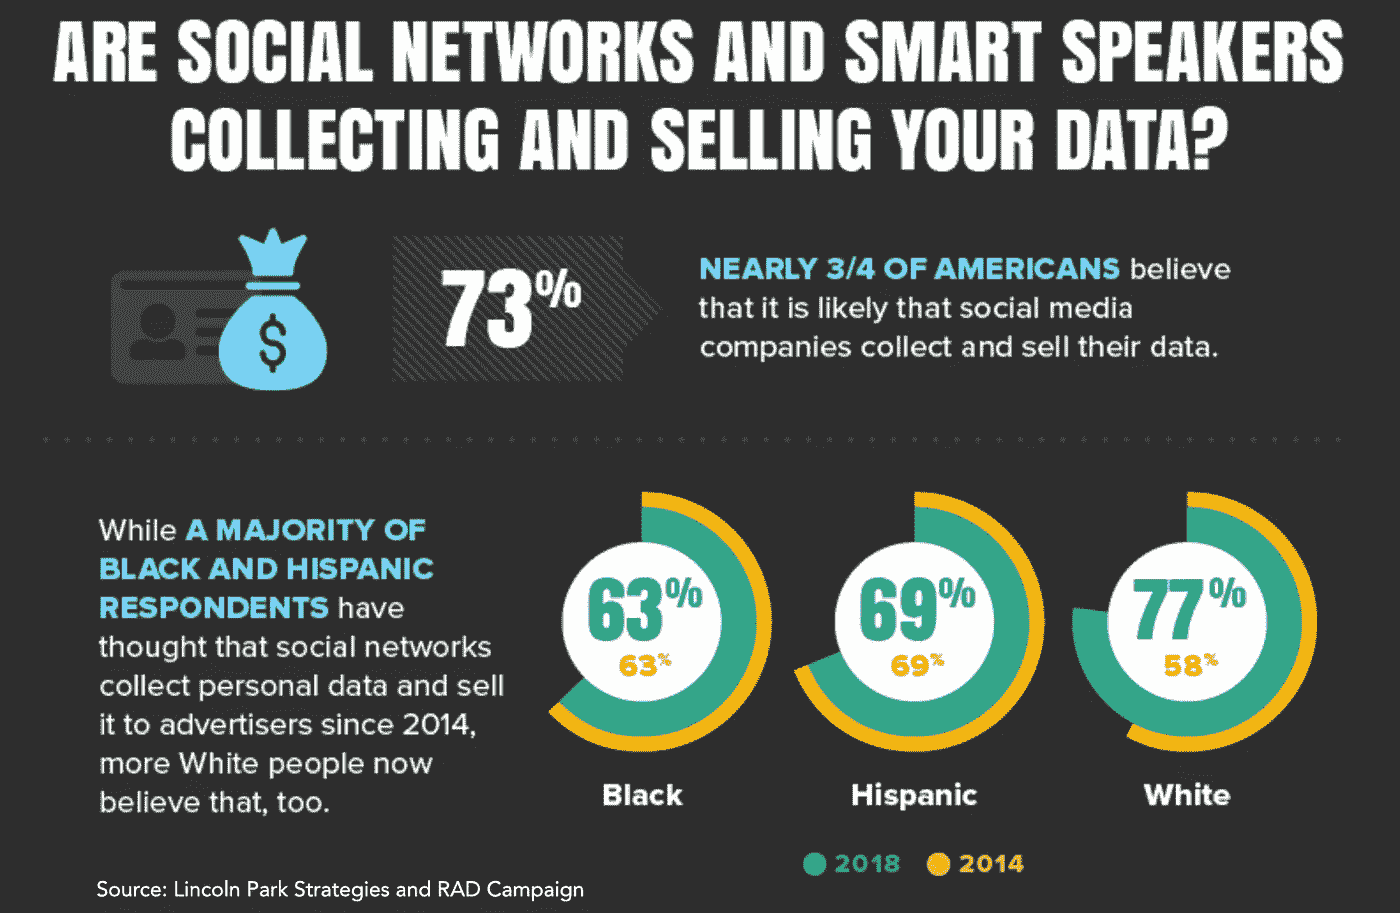 ARE SOCIAL NETWORKS AND SMART SPEAKERS
COLLECTING AND SELLING YOUR DATA?
$
73%
NEARLY 3/4 OF AMERICANS believe
that it is likely that social media
companies collect and sell their data.
While A MAJORITY OF
BLACK AND HISPANIC
RESPONDENTS have
thought that social networks
collect personal data and sell
it to advertisers since 2014,
more White people now
believe that, too.
63%
63%
Black
69%
69%
Hispanic
77%
58%
White
2018 2014
Source: Lincoln Park Strategies and RAD Campaign